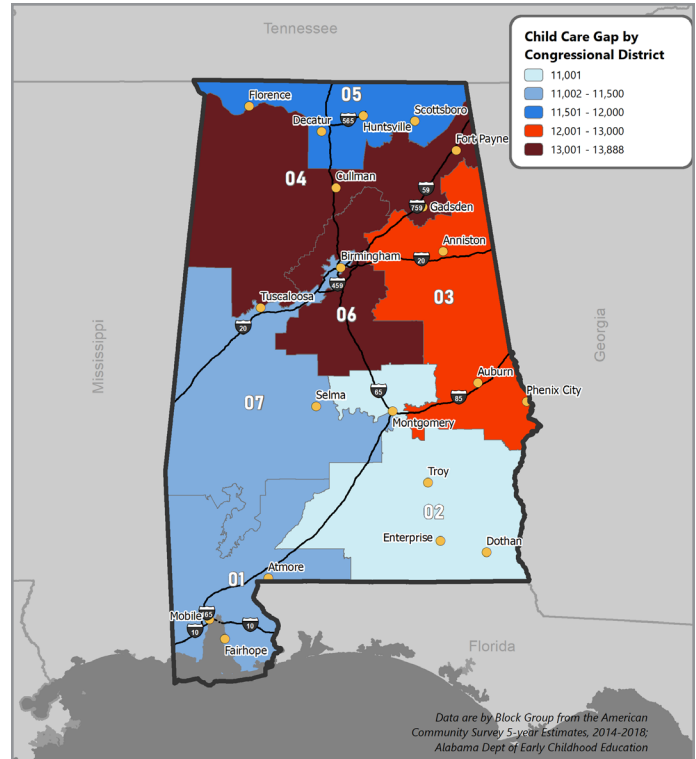 Tennessee
Child Care Gap by
Congressional District
11,001
11,002 - 11,500
11,501 - 12,000
12,001 - 13,000
13,001 - 13,888
05
Florence
Scottsboro
Decatur
565
Huntsville
Fort Payne
04
Cullman
59
759
Gadsden
Anniston
Birmingham
20
459
03
Tuscaloosa
06
20
Mississippi
Georgia
Auburn
65
Phenix City
Selma
85
07
Montgomery
Troy
02
Enterprise
Dothan
Atmore
01
Mobile
165
10
10
Fairhope
Florida
Data are by Block Group from the American
Community Survey 5-year Estimates, 2014-2018;
Alabama Dept of Early Childhood Education